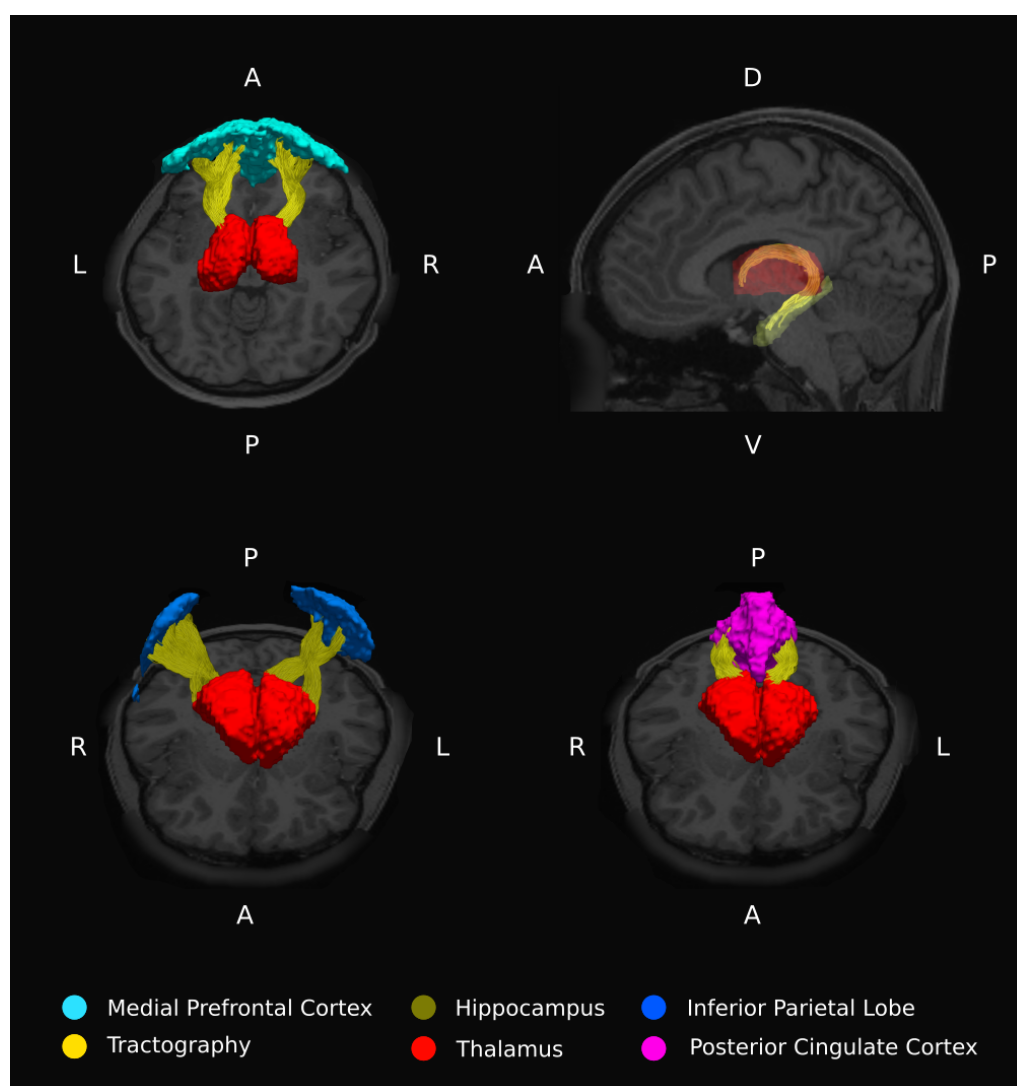 A
L
R
P
D
A
P
V
P
R
L
A
P
R
L
A
Medial Prefrontal Cortex
Hippocampus
Inferior Parietal Lobe
Tractography
Thalamus
Posterior Cingulate Cortex